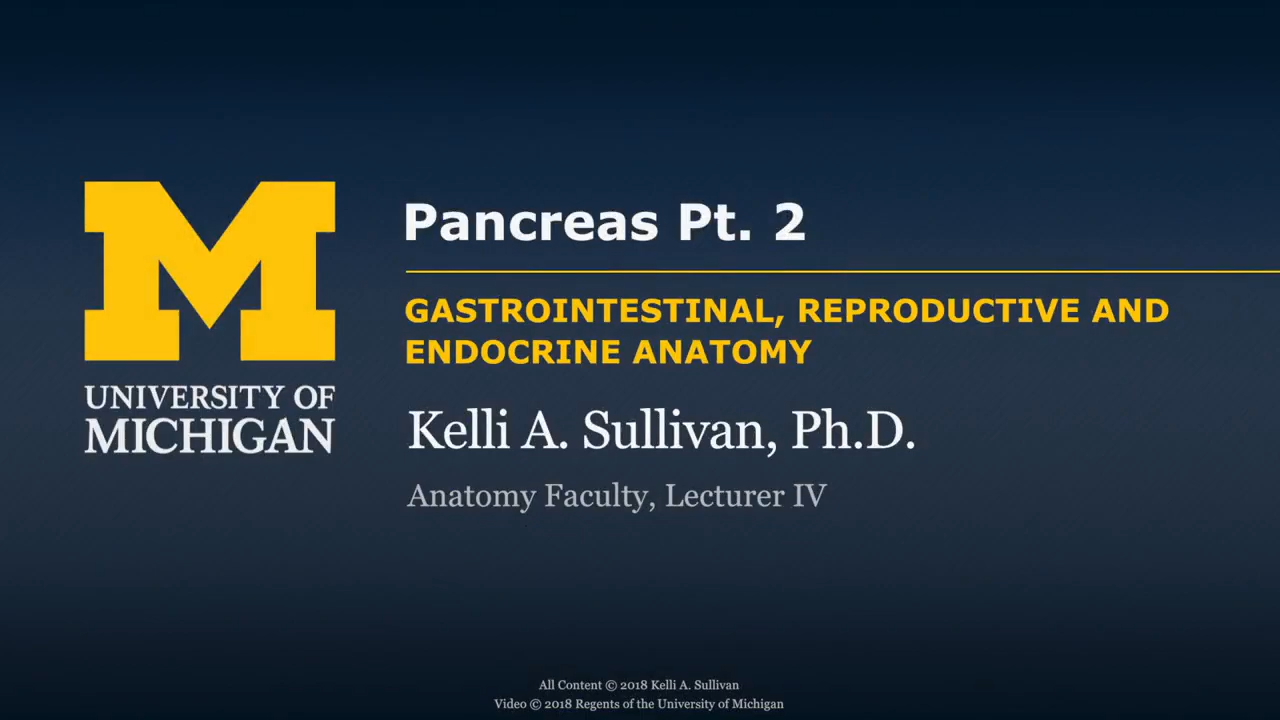 Pancreas Pt. 2
GASTROINTESTINAL, REPRODUCTIVE AND
ENDOCRINE ANATOMY
M
UNIVERSITY OF
MICHIGAN
Kelli A. Sullivan, Ph.D.
Anatomy Faculty, Lecturer IV
All Content © 2018 Kelli A. Sullivan
Video © 2018 Regents of the University of Michigan